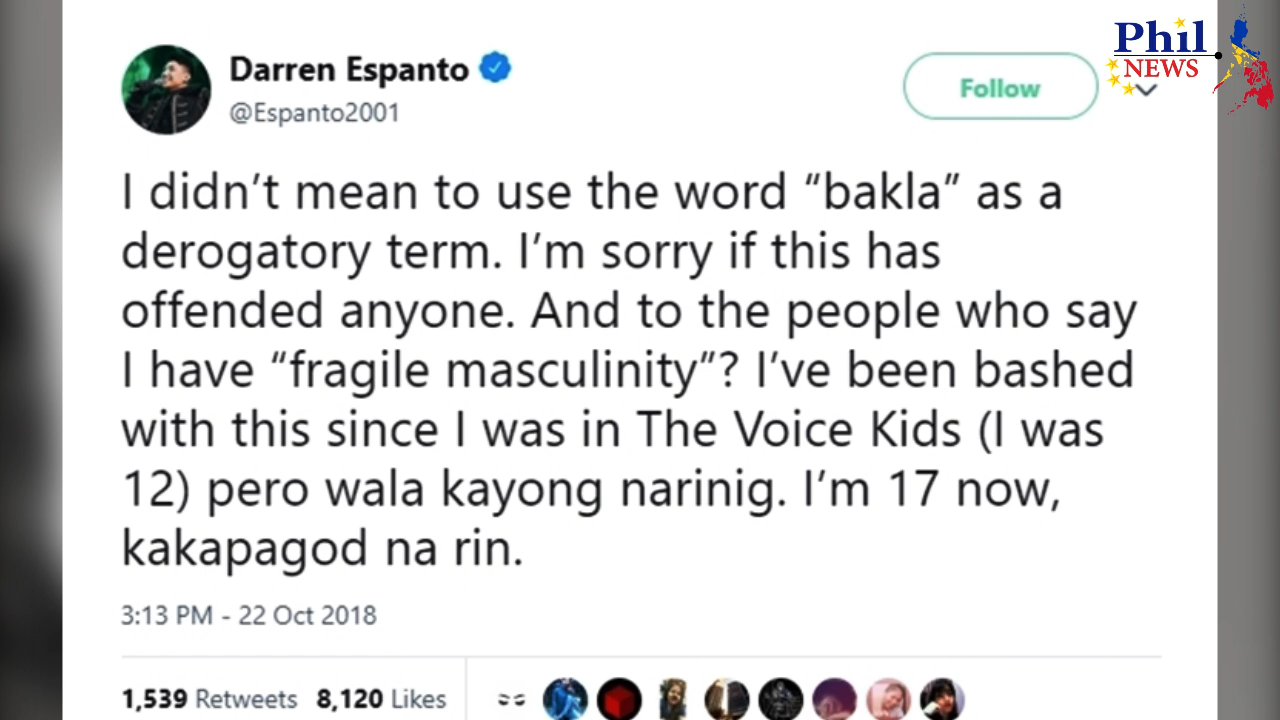 Phil
NEWS
Darren Espanto
@Espanto2001
Follow
I didn’t mean to use the word “bakla” as a
derogatory term. I’m sorry if this has
offended anyone. And to the people who say
I have “fragile masculinity”? I’ve been bashed
with this since I was in The Voice Kids (I was
12) pero wala kayong narinig. I’m 17 now,
kakapagod na rin.
3:13 PM - 22 Oct 2018
1,539 Retweets 8,120 Likes